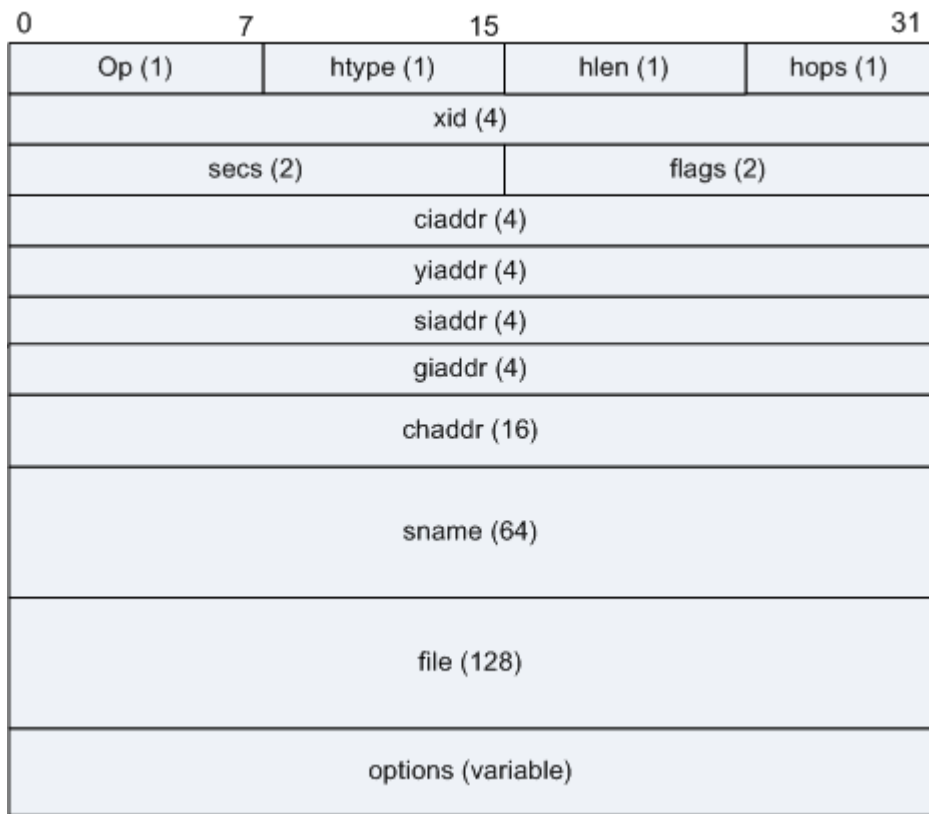 0 7 15 31
Op (1) htype (1) hlen (1) hops (1)
xid (4)
secs (2) flags (2)
ciaddr (4)
yiaddr (4)
siaddr (4)
giaddr (4)
chaddr (16)
sname (64)
file (128)
options (variable)